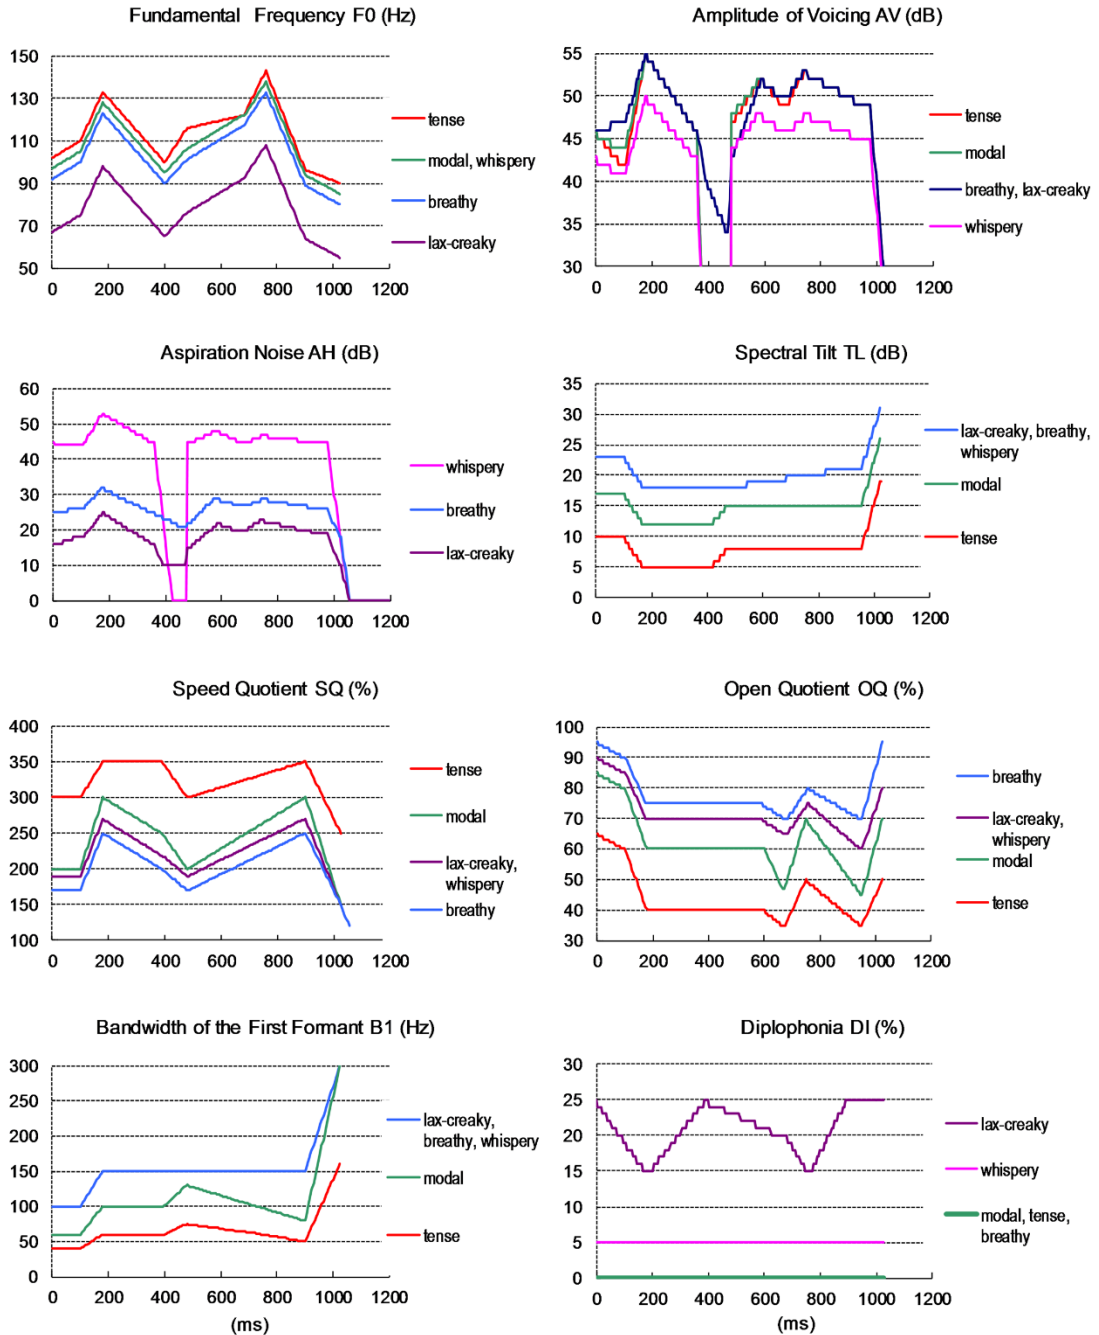 Fundamental Frequency F0 (Hz)
150
130
110
90
70
50
0 200 400 600 800 1000 1200
tense
modal, whispery
breathy
lax-creaky
Amplitude of Voicing AV (dB)
55
50
45
40
35
30
0 200 400 600 800 1000 1200
tense
modal
breathy, lax-creaky
whispery
Aspiration Noise AH (dB)
60
50
40
30
20
10
0
0 200 400 600 800 1000 1200
whispery
breathy
lax-creaky
Spectral Tilt TL (dB)
35
30
25
20
15
10
5
0
0 200 400 600 800 1000 1200
lax-creaky, breathy,
whispery
modal
tense
Speed Quotient SQ (%)
400
350
300
250
200
150
100
0 200 400 600 800 1000 1200
tense
modal
lax-creaky,
whispery
breathy
Open Quotient OQ (%)
100
90
80
70
60
50
40
30
0 200 400 600 800 1000 1200
breathy
lax-creaky,
whispery
modal
tense
Bandwidth of the First Formant B1 (Hz)
300
250
200
150
100
50
0
0 200 400 600 800 1000 1200
(ms)
lax-creaky,
breathy, whispery
modal
tense
Diplophonia DI (%)
30
25
20
15
10
5
0
0 200 400 600 800 1000 1200
(ms)
lax-creaky
whispery
modal, tense,
breathy